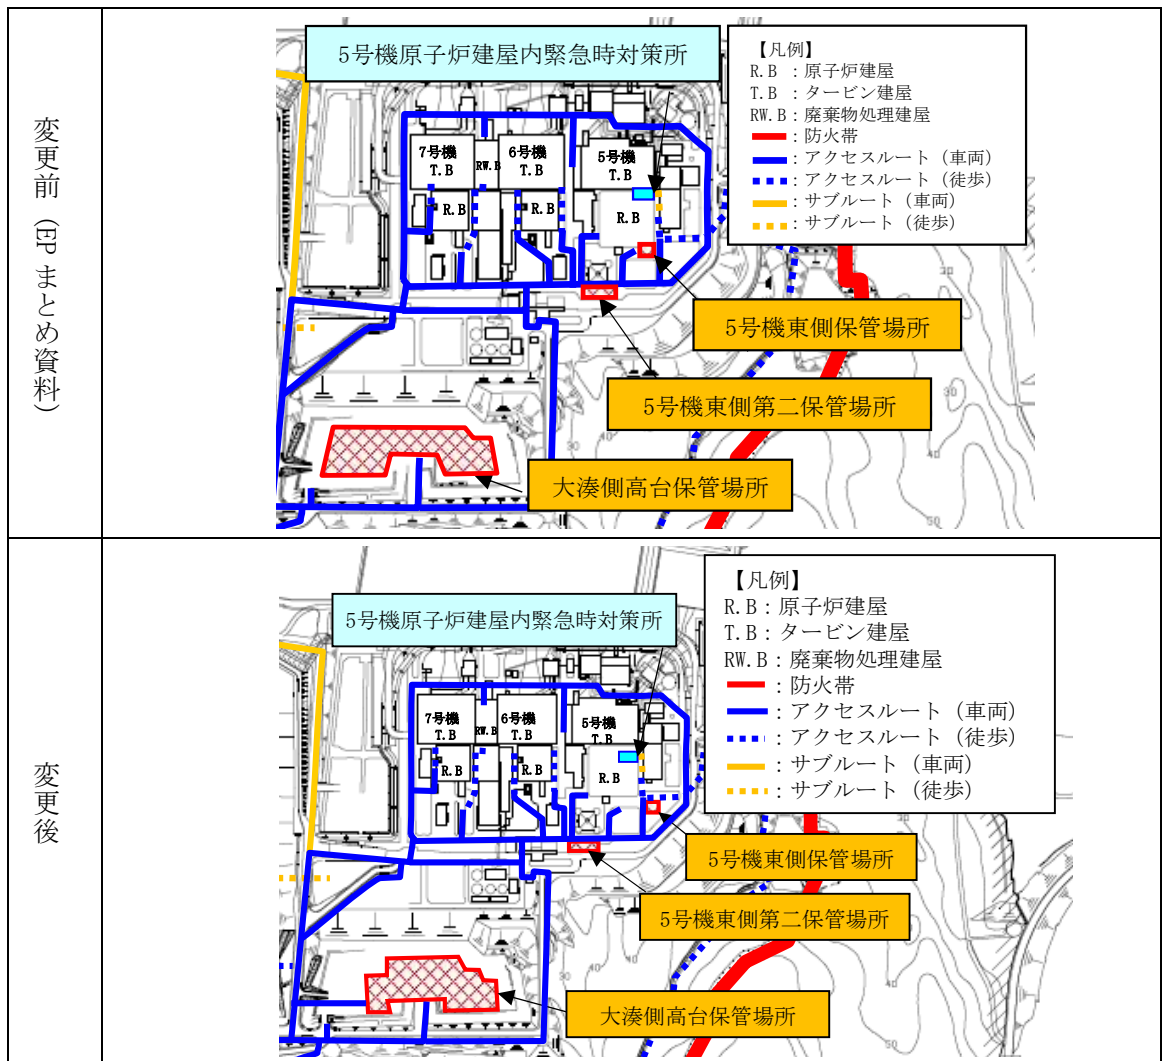 変更前（EPまとめ資料）
5号機原子炉建屋内緊急時対策所
【凡例】
R.B ：原子炉建屋
T.B ：タービン建屋
RW.B：廃棄物処理建屋
：防火帯
：アクセスルート（車両）
：アクセスルート（徒歩）
：サブルート（車両）
：サブルート（徒歩）
7号機
T.B
RW.B
6号機
T.B
5号機
T.B
R.B
R.B
R.B
5号機東側保管場所
5号機東側第二保管場所
大湊側高台保管場所
30
40
30
40
50
変更後
5号機原子炉建屋内緊急時対策所
【凡例】
R.B：原子炉建屋
T.B：タービン建屋
RW.B：廃棄物処理建屋
：防火帯
：アクセスルート（車両）
：アクセスルート（徒歩）
：サブルート（車両）
：サブルート（徒歩）
7号機
T.B
RW.B
6号機
T.B
5号機
T.B
R.B
R.B
R.B
5号機東側保管場所
5号機東側第二保管場所
大湊側高台保管場所
40
50